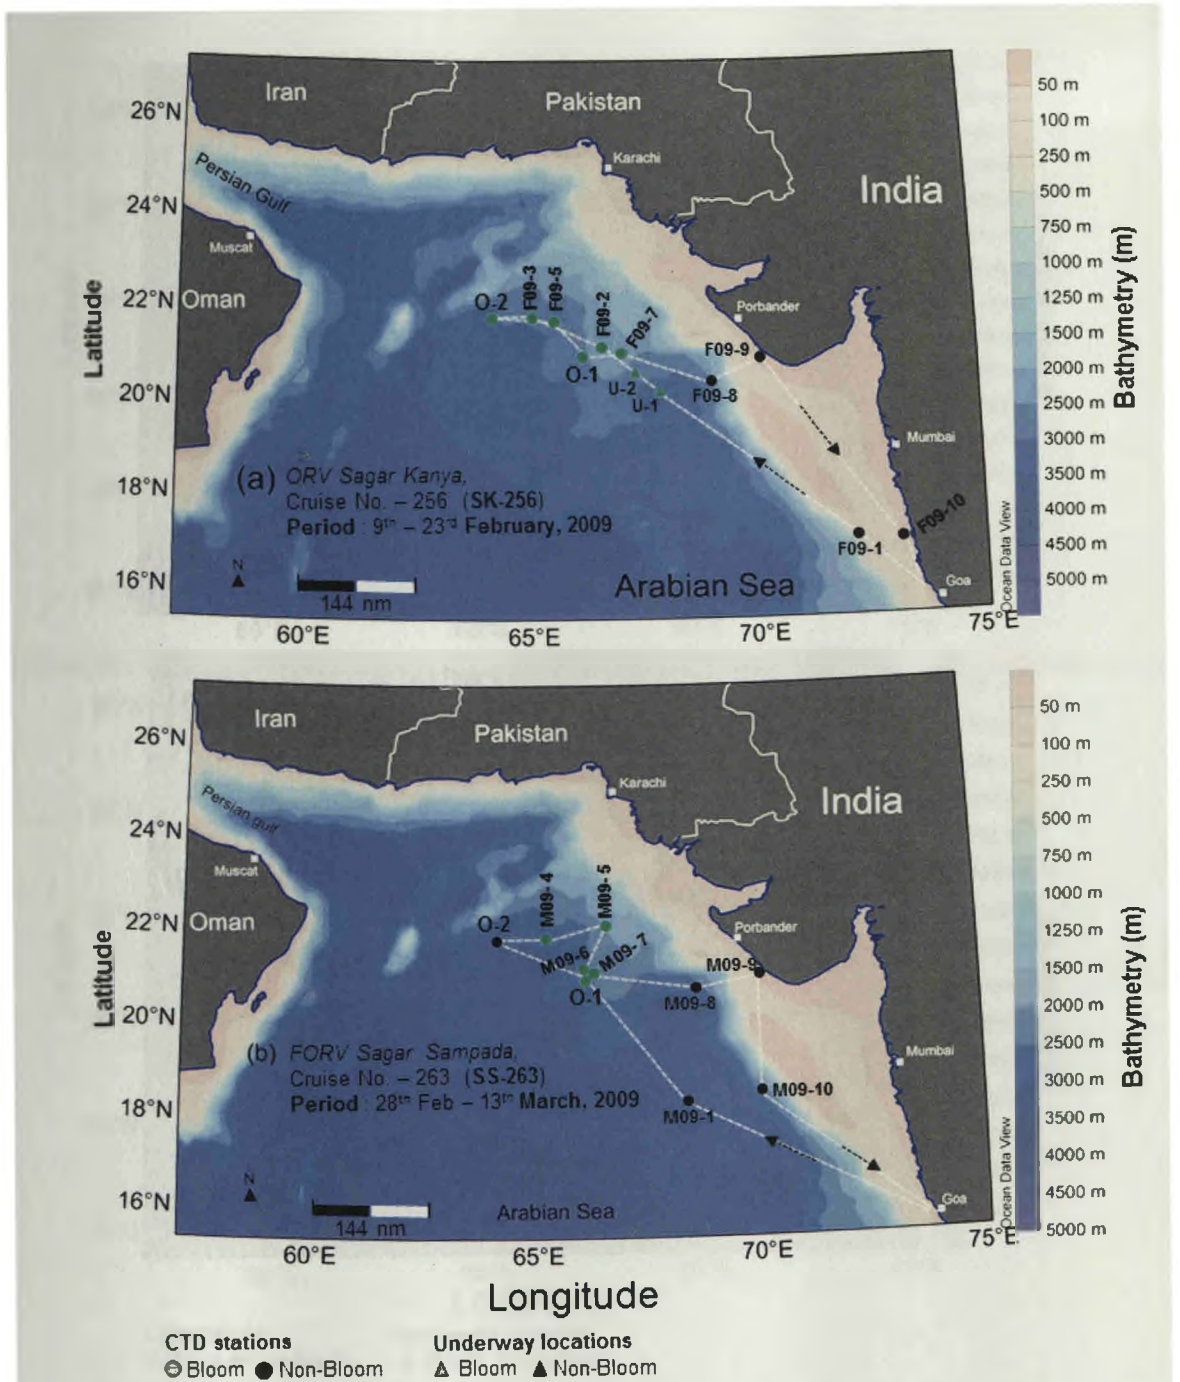 Iran
Pakistan
India
Karachi
Persian Gulf
Muscat
Oman
Porbander
Mumbai
Goa
O-2
F09-3
F09-5
F09-2
F09-7
O-1
U-2
U-1
F09-8
F09-9
F09-1
F09-10
(a) ORV Sagar Kanya,
Cruise No. – 256 (SK-256)
Period : 9th – 23rd February, 2009
N
144 nm
Arabian Sea
Latitude
26°N
24°N
22°N
20°N
18°N
16°N
60°E
65°E
70°E
75°E
Ocean Data View
50 m
100 m
250 m
500 m
750 m
1000 m
1250 m
1500 m
2000 m
2500 m
3000 m
3500 m
4000 m
4500 m
5000 m
Bathymetry (m)
Iran
Pakistan
India
Karachi
Persian gulf
Muscat
Oman
Porbander
Mumbai
Goa
O-2
M09-4
M09-5
M09-6
M09-7
O-1
M09-8
M09-9
M09-1
M09-10
(b) FORV Sagar Sampada,
Cruise No. – 263 (SS-263)
Period : 28th Feb – 13th March, 2009
N
144 nm
Arabian Sea
Latitude
26°N
24°N
22°N
20°N
18°N
16°N
60°E
65°E
70°E
75°E
Ocean Data View
50 m
100 m
250 m
500 m
750 m
1000 m
1250 m
1500 m
2000 m
2500 m
3000 m
3500 m
4000 m
4500 m
5000 m
Bathymetry (m)
Longitude
CTD stations
Bloom Non-Bloom
Underway locations
Bloom Non-Bloom